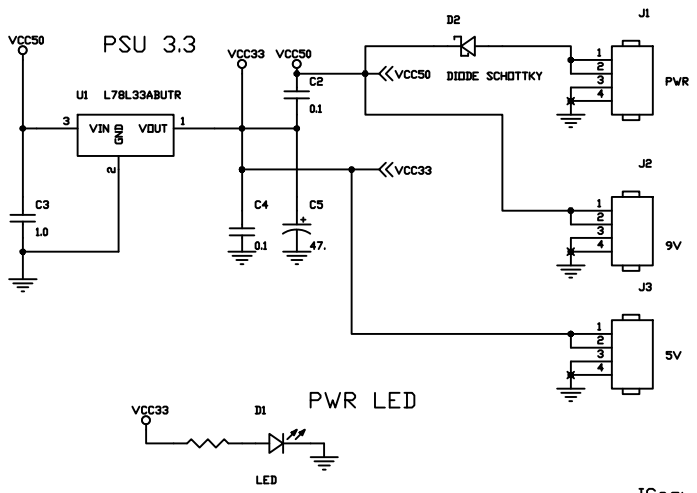 VCC50
PSU 3.3
VCC33
VCC50
D2
J1
U1 L78L33ABUTR
C2
0.1
VCC50
DIODE SCHOTTKY
1
2
3
4
PWR
3
VIN
GND
VOUT
1
2
VCC33
J2
C3
1.0
C4
0.1
C5
+
47.
1
2
3
4
9V
J3
1
2
3
4
5V
PWR LED
VCC33
D1
LED